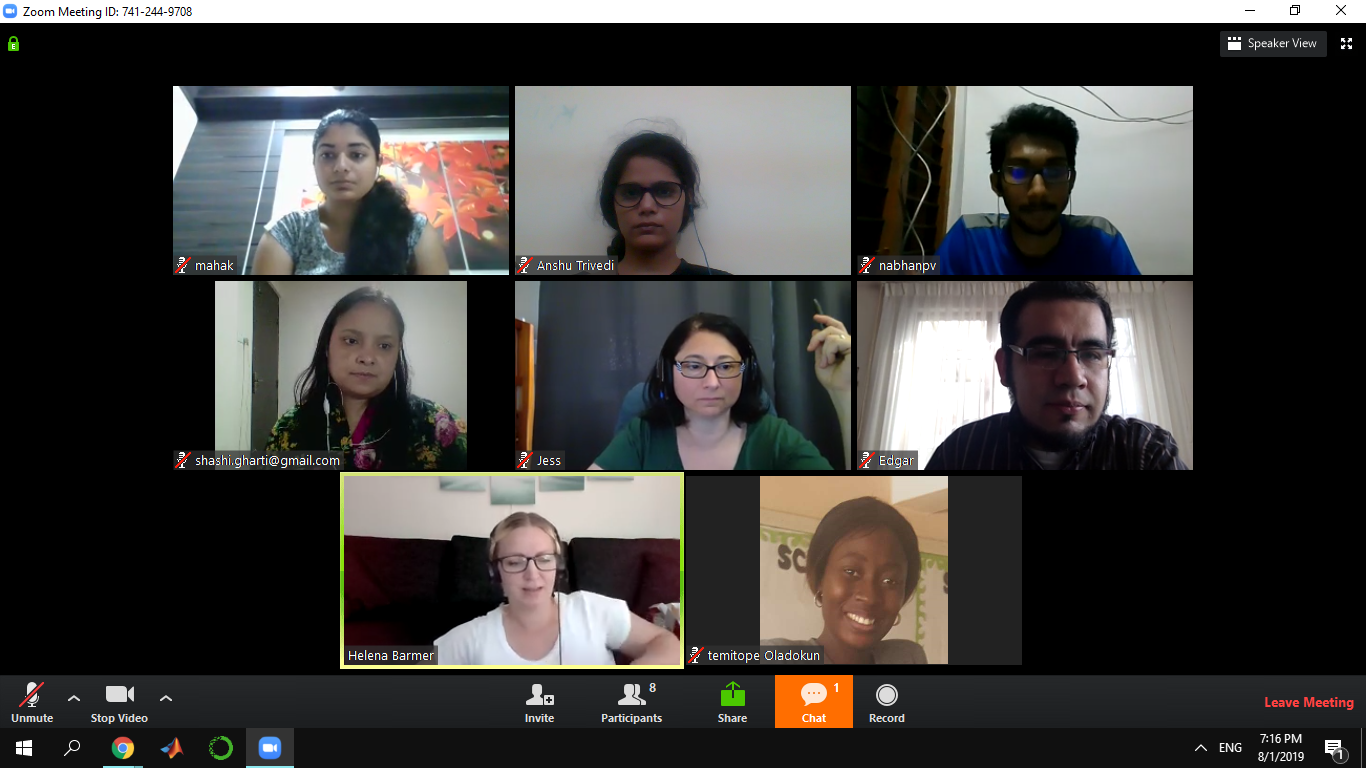 Zoom Meeting ID: 741-244-9708
E
Speaker View
mahak
Anshu Trivedi
nabhanpv
shashi.gharti@gmail.com
Jess
Edgar
Helena Barmer
SC
S
temitope Oladokun
Unmute
Stop Video
Invite
Participants
8
Share
Chat
1
Record
Leave Meeting
ENG
7:16 PM
8/1/2019
1